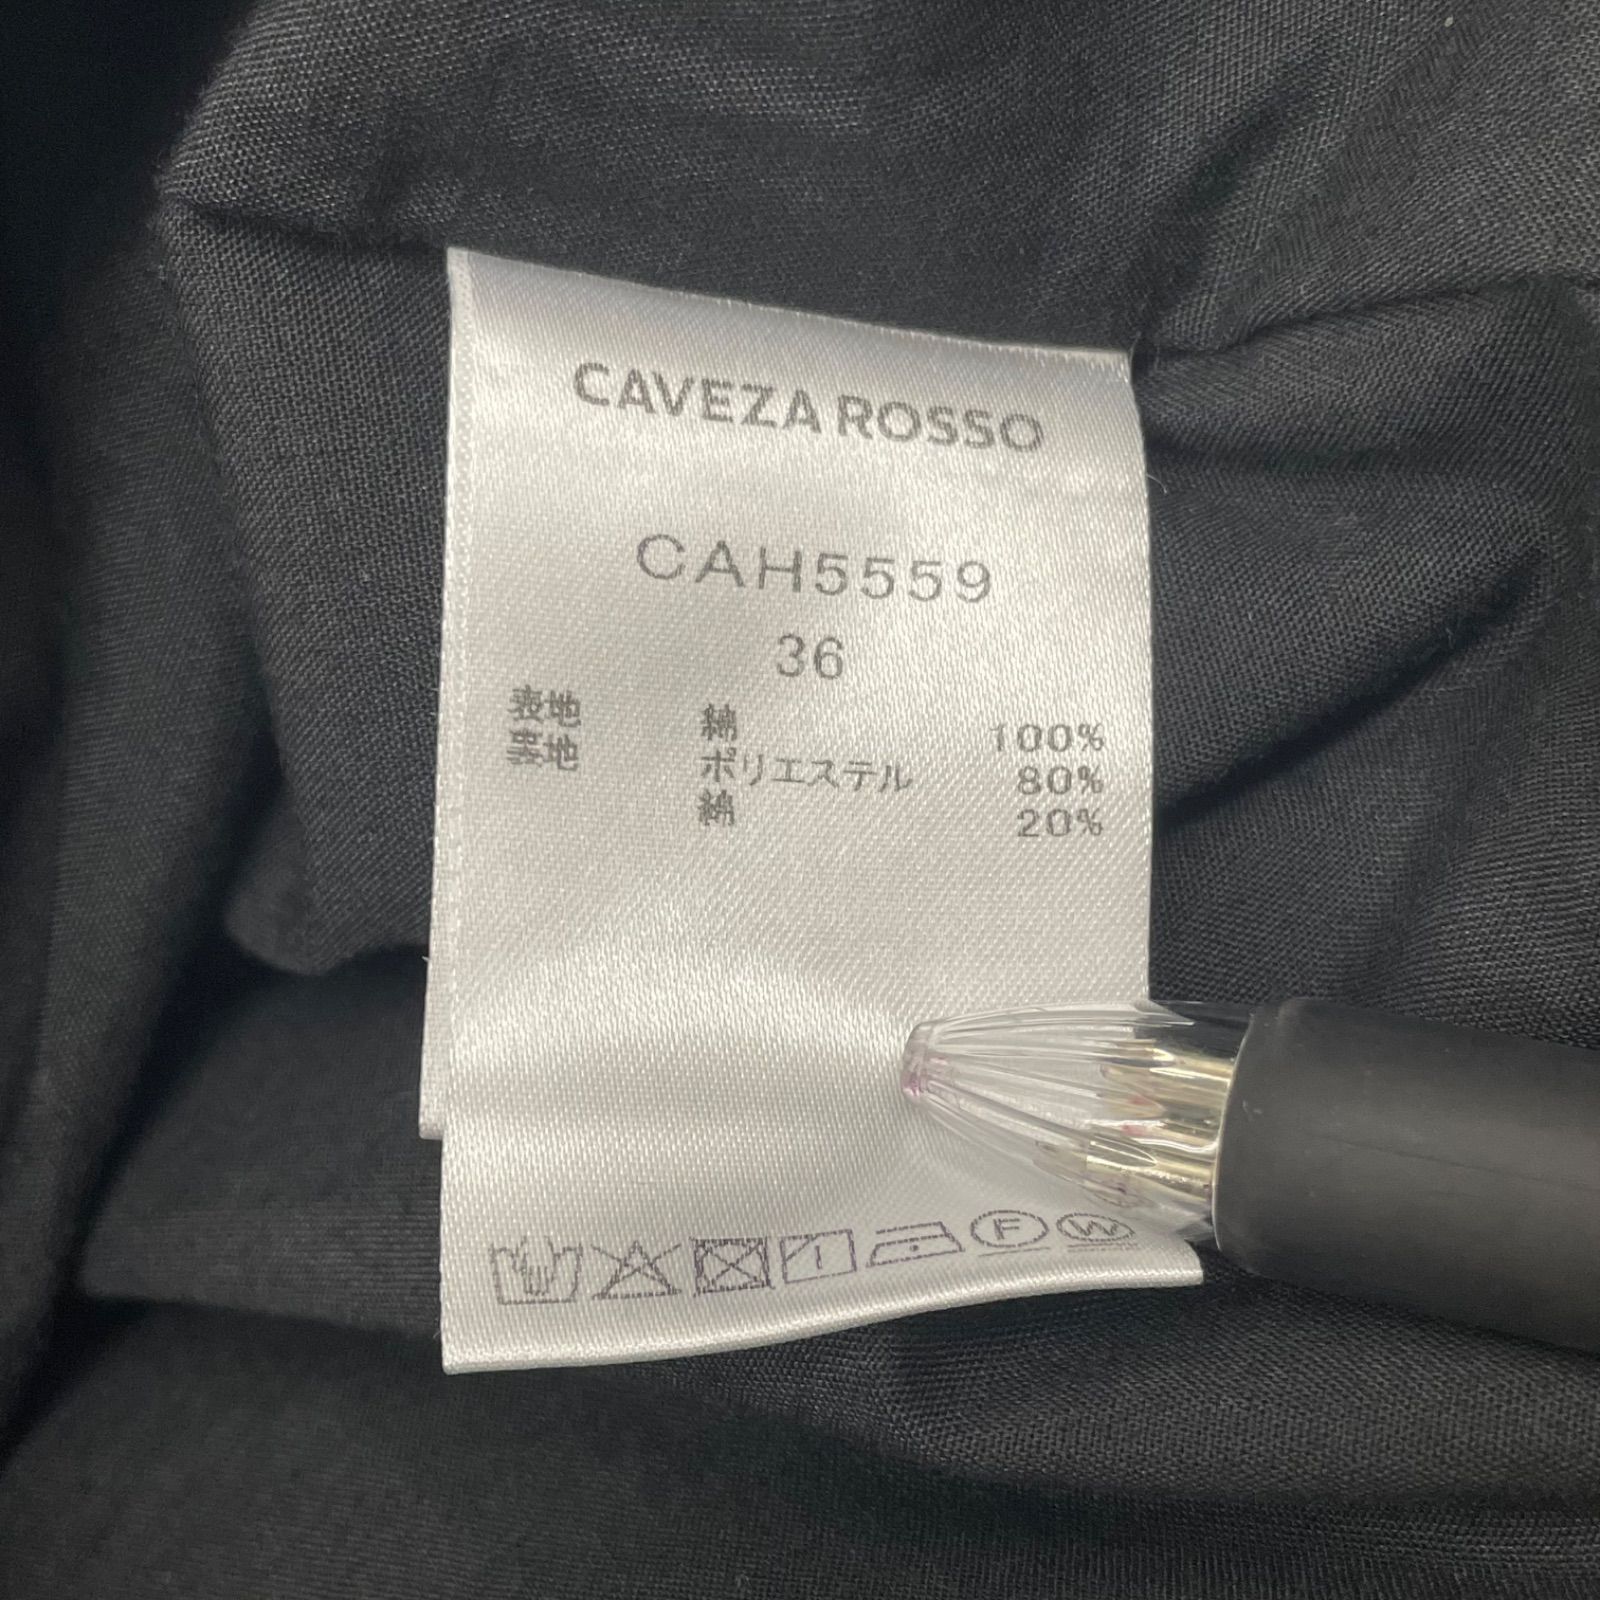 CAVEZA ROSSO
CAH5559
36
表地 綿 100%
裏地 ポリエステル 80%
綿 20%
F W